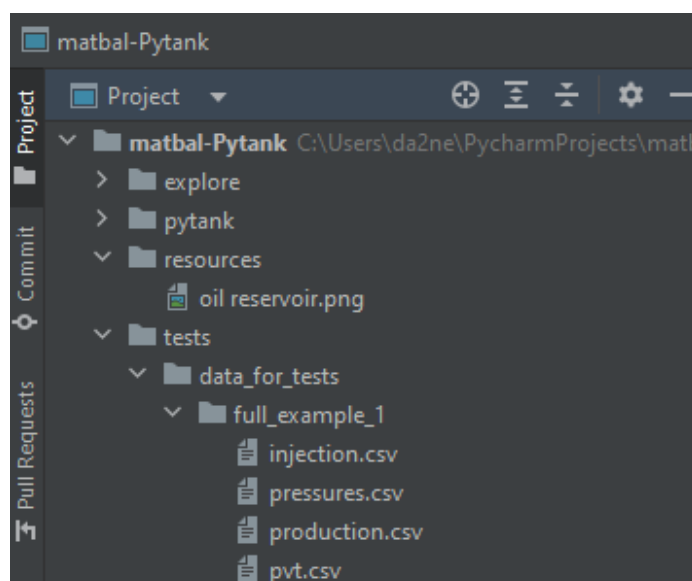 matbal-Pytank
Project
Project
Commit
Pull Requests
matbal-Pytank C:\Users\da2ne\PycharmProjects\matl
explore
pytank
resources
oil reservoir.png
tests
data_for_tests
full_example_1
injection.csv
pressures.csv
production.csv
pvt.csv